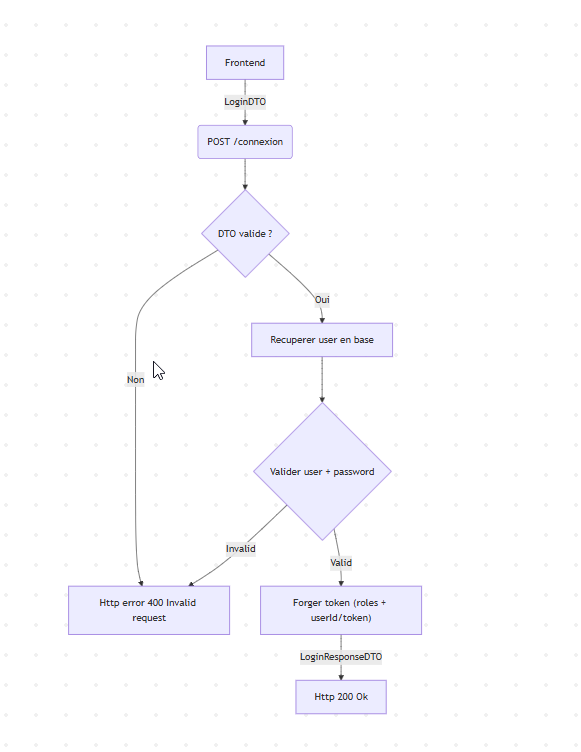 Frontend
LoginDTO
POST /connexion
DTO valide ?
Oui
Recuperer user en base
Non
Valider user + password
Invalid
Valid
Http error 400 Invalid
request
Forger token (roles +
userId/token)
LoginResponseDTO
Http 200 Ok